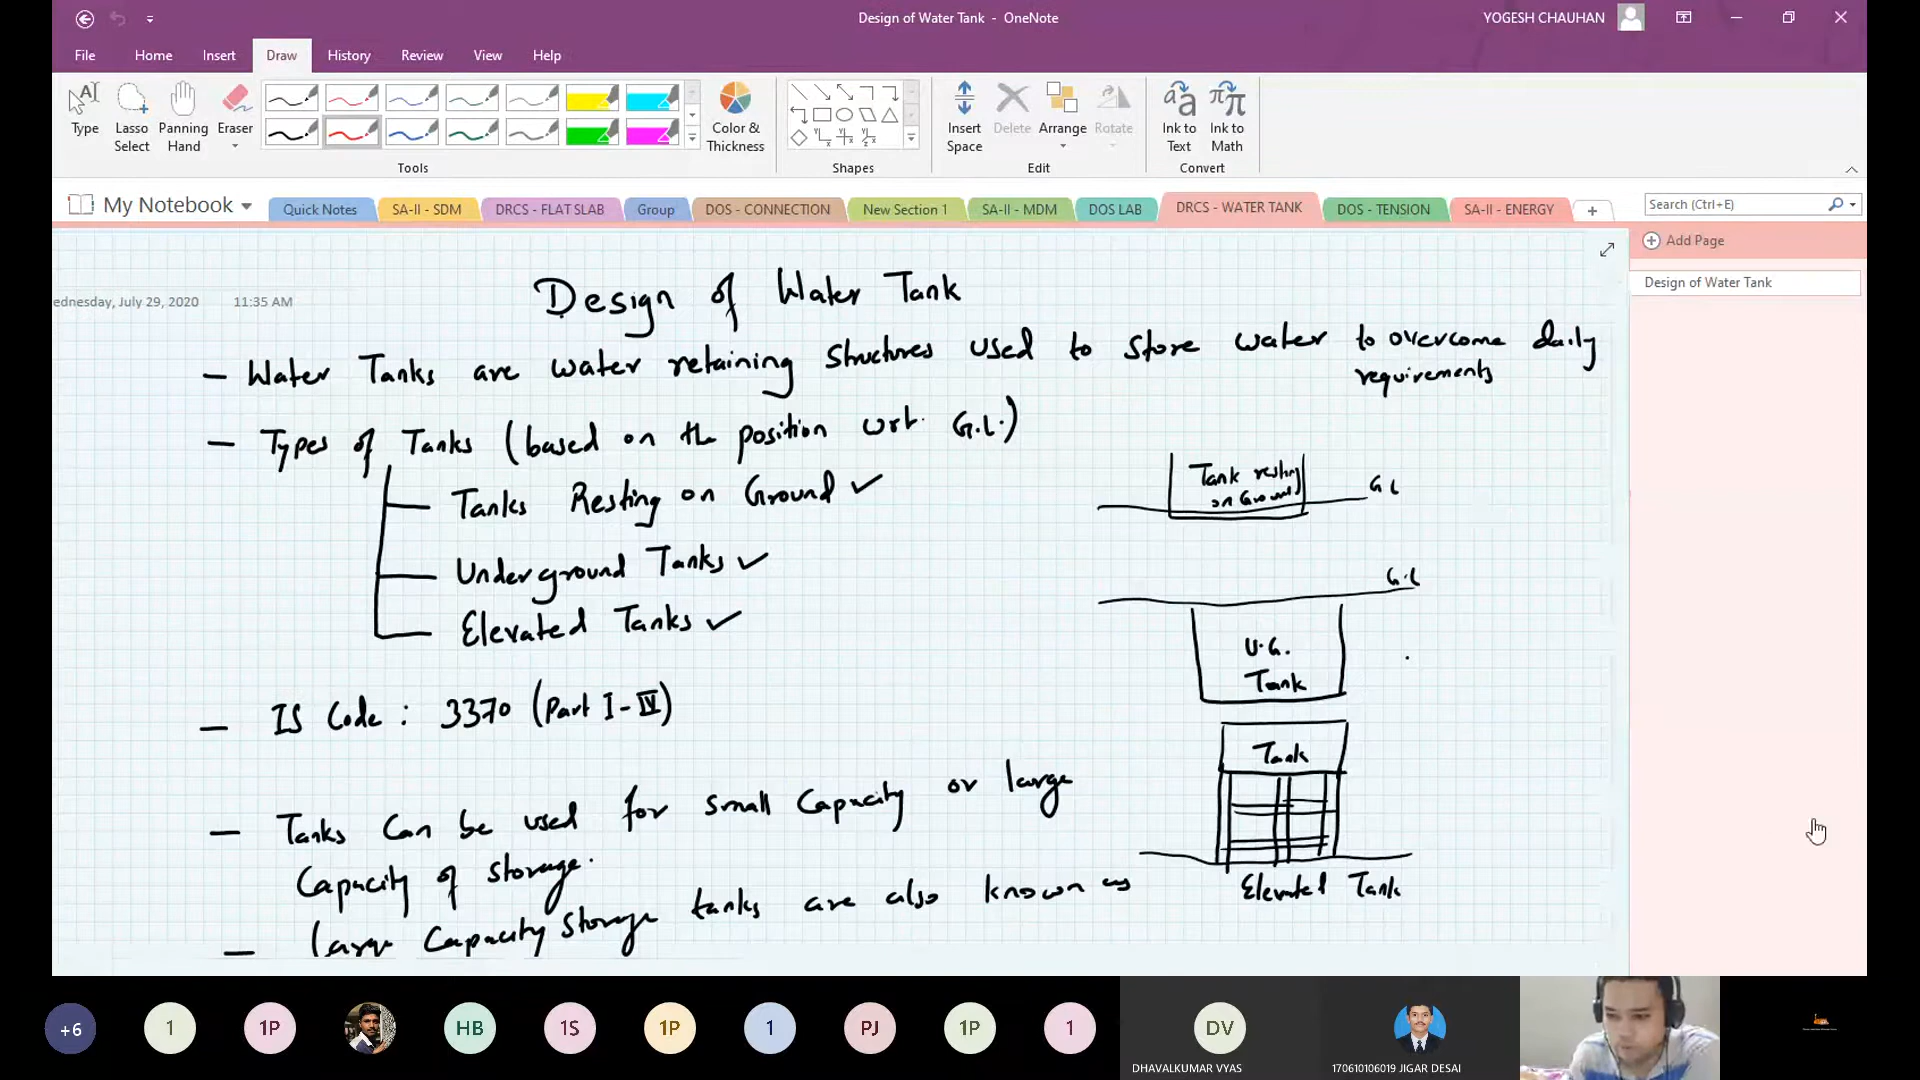 Design of Water Tank - OneNote
YOGESH CHAUHAN
File Home Insert Draw History Review View Help
Type
Lasso Select
Panning Hand
Eraser
Color & Thickness
Insert Space
Delete
Arrange
Rotate
Ink to Text
Ink to Math
Tools
Shapes
Edit
Convert
My Notebook
Quick Notes
SA-II - SDM
DRCS - FLAT SLAB
Group
DOS - CONNECTION
New Section 1
SA-II - MDM
DOS LAB
DRCS - WATER TANK
DOS - TENSION
SA-II - ENERGY
Search (Ctrl+E)
Add Page
Design of Water Tank
ednesday, July 29, 2020 11:35 AM
Design of Water Tank
- Water Tanks are water retaining structures used to store water to overcome daily
requirements
- Types of Tanks (based on the position wrt. G.L.)
Tanks Resting on Ground ✓
Underground Tanks ✓
Elevated Tanks ✓
Tank resting
on Ground
G L
G.L
U.G.
Tank
Tank
Elevated Tank
- IS Code : 3370 (Part I - IV)
- Tanks Can be used for small Capacity or large
Capacity of storage.
- large Capacity storage tanks are also known as
+6
1
1P
HB
1S
1P
1
PJ
1P
1
DV
DHAVALKUMAR VYAS
170610106019 JIGAR DESAI